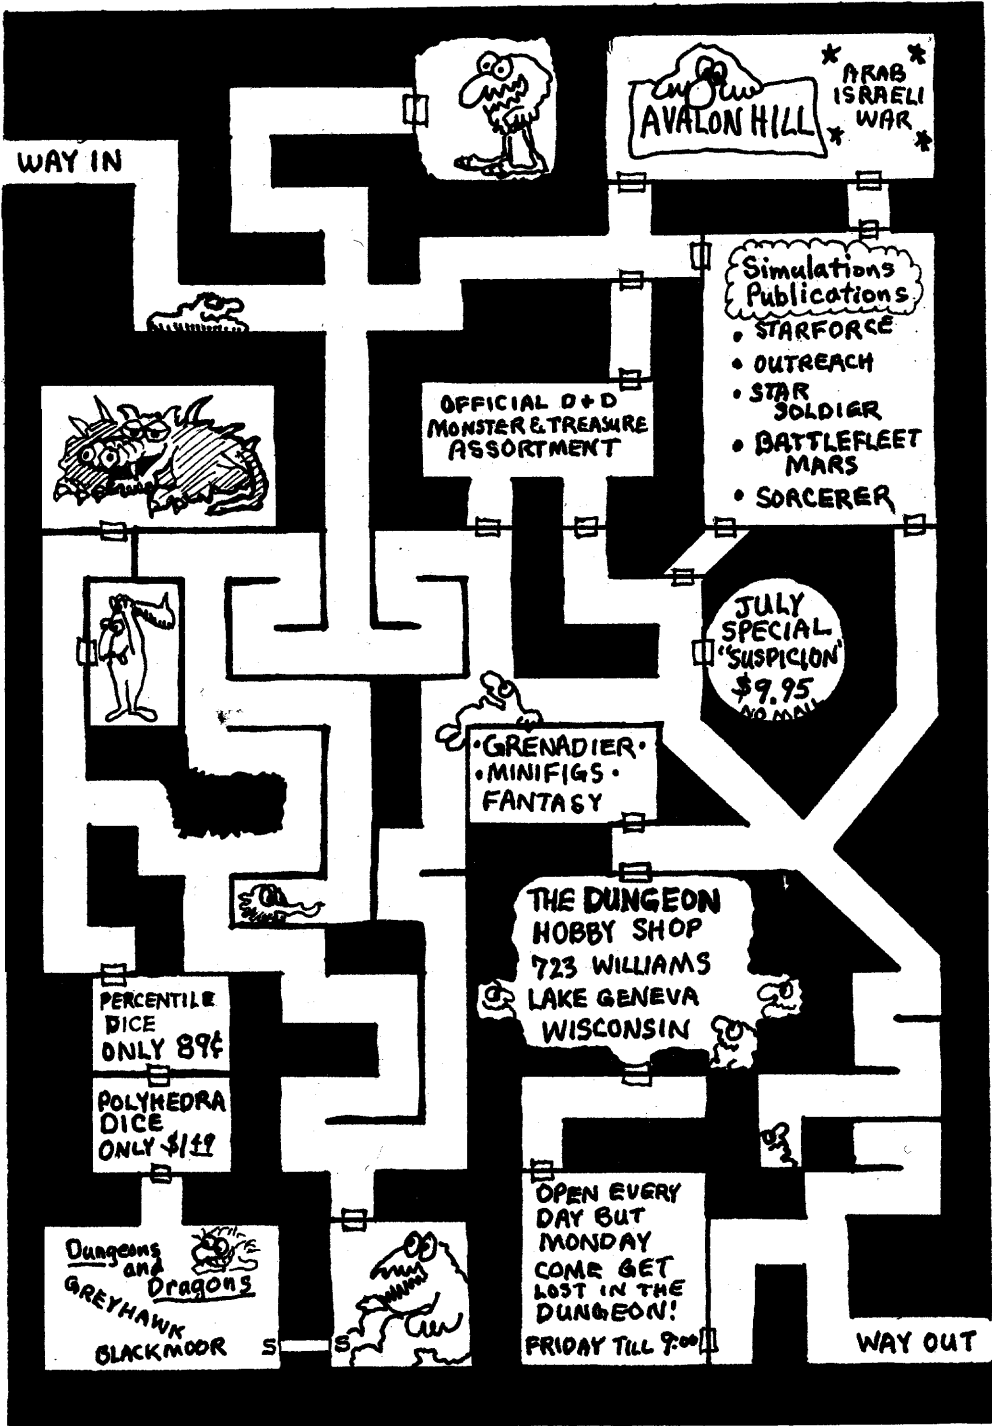 WAY IN
AVALON HILL
ARAB
ISRAELI
WAR
Simulations
Publications
• STARFORCE
• OUTREACH
• STAR
SOLDIER
• BATTLEFLEET
MARS
• SORCERER
OFFICIAL D+D
MONSTER & TREASURE
ASSORTMENT
JULY
SPECIAL
"SUSPICION"
$9.95
NO MAIL
• GRENADIER •
• MINIFIGS •
FANTASY
THE DUNGEON
HOBBY SHOP
723 WILLIAMS
LAKE GENEVA
WISCONSIN
PERCENTILE
DICE
ONLY 89¢
POLYHEDRA
DICE
ONLY $1.49
OPEN EVERY
DAY BUT
MONDAY
COME GET
LOST IN THE
DUNGEON!
FRIDAY TILL 9:00
Dungeons
and
Dragons
GREYHAWK
BLACKMOOR
S S
WAY OUT